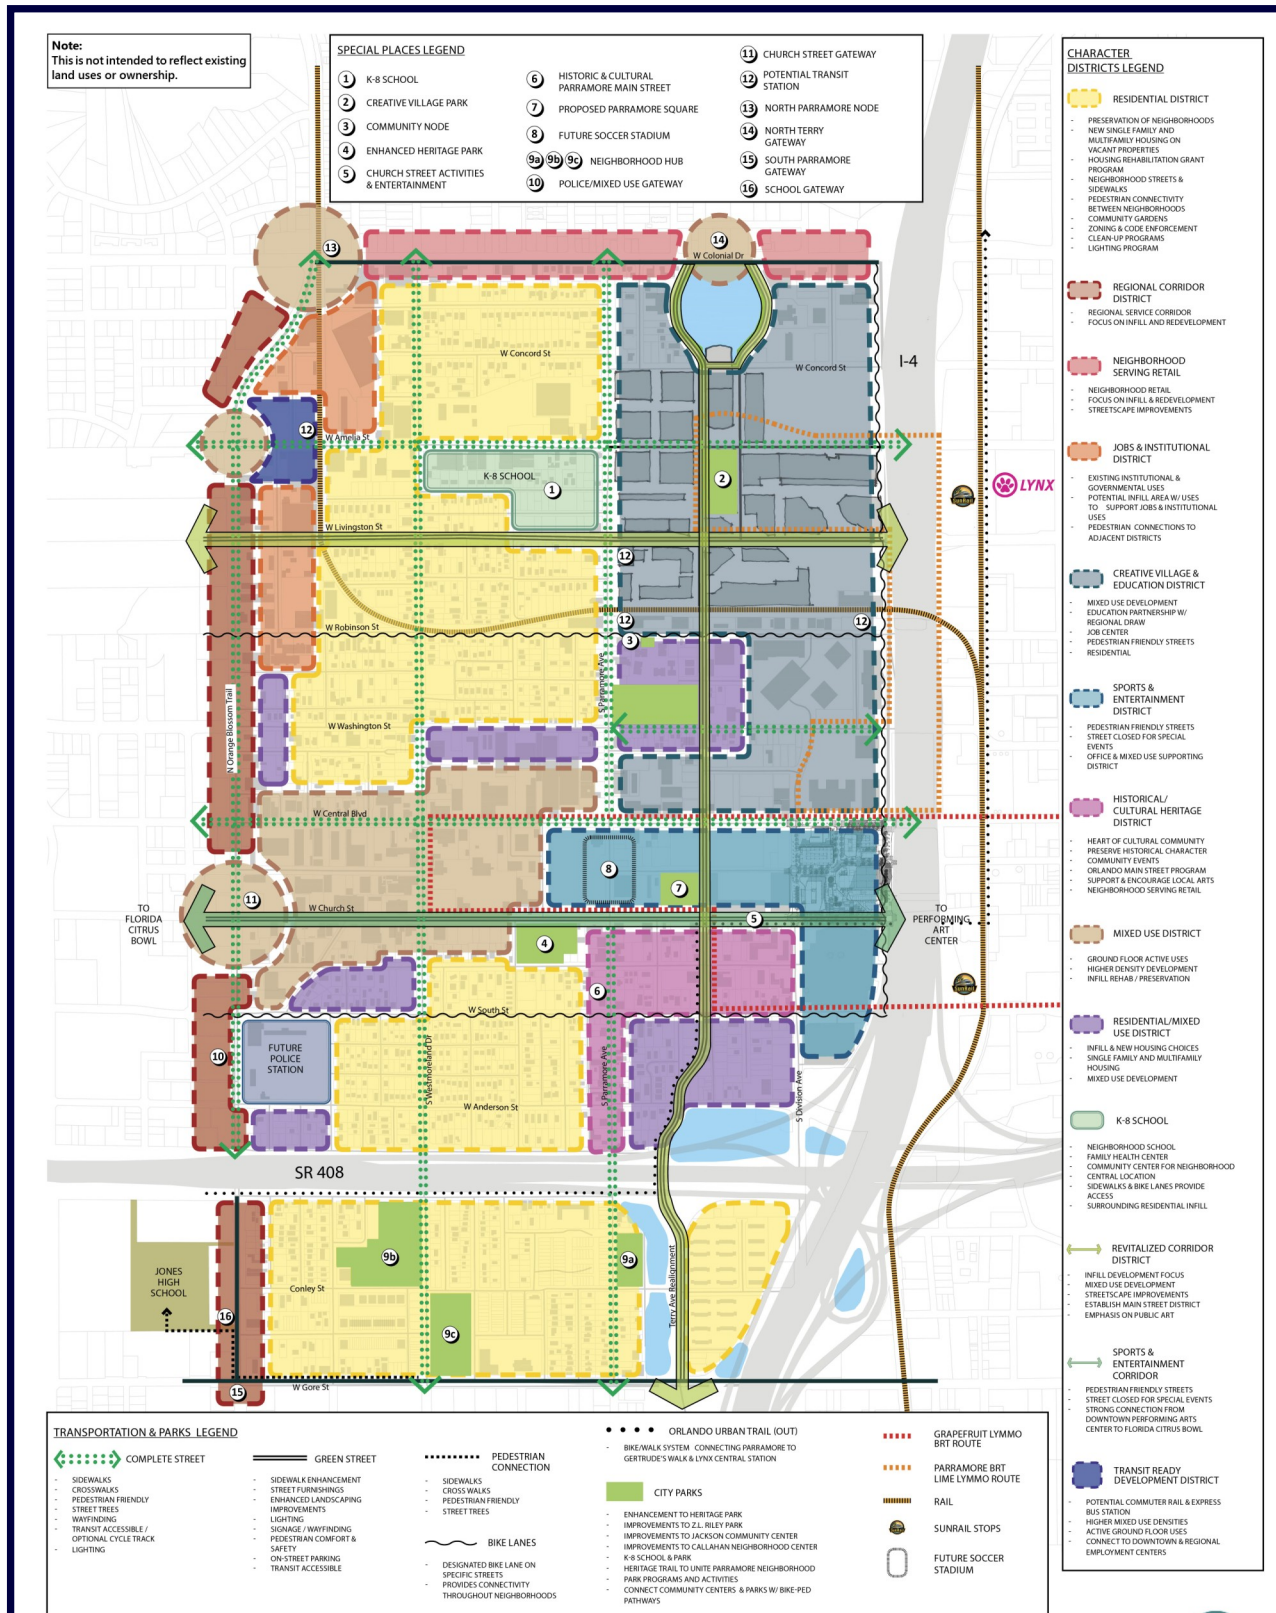 Note:
This is not intended to reflect existing
land uses or ownership.
SPECIAL PLACES LEGEND
1 K-8 SCHOOL
2 CREATIVE VILLAGE PARK
3 COMMUNITY NODE
4 ENHANCED HERITAGE PARK
5 CHURCH STREET ACTIVITIES
& ENTERTAINMENT
6 HISTORIC & CULTURAL
PARRAMORE MAIN STREET
7 PROPOSED PARRAMORE SQUARE
8 FUTURE SOCCER STADIUM
9a 9b 9c NEIGHBORHOOD HUB
10 POLICE/MIXED USE GATEWAY
11 CHURCH STREET GATEWAY
12 POTENTIAL TRANSIT
STATION
13 NORTH PARRAMORE NODE
14 NORTH TERRY
GATEWAY
15 SOUTH PARRAMORE
GATEWAY
16 SCHOOL GATEWAY
13
14
W Colonial Dr
W Concord St
W Concord St
I-4
12
W Amelia St
K-8 SCHOOL
1
2
LYNX
SunRail
W Livingston St
12
12
12
W Robinson St
3
S Parramore Ave
N Orange Blossom Trail
W Washington St
W Central Blvd
8
7
11
W Church St
5
TO
FLORIDA
CITRUS
BOWL
TO
PERFORMING
ART
CENTER
4
6
SunRail
W South St
10
FUTURE
POLICE
STATION
S Westmoreland Dr
S Parramore Ave
S Division Ave
W Anderson St
SR 408
9b
9a
JONES
HIGH
SCHOOL
Conley St
Terry Ave Realignment
16
9c
15
W Gore St
CHARACTER
DISTRICTS LEGEND
RESIDENTIAL DISTRICT
- PRESERVATION OF NEIGHBORHOODS
- NEW SINGLE FAMILY AND
MULTIFAMILY HOUSING ON
VACANT PROPERTIES
- HOUSING REHABILITATION GRANT
PROGRAM
- NEIGHBORHOOD STREETS &
SIDEWALKS
- PEDESTRIAN CONNECTIVITY
BETWEEN NEIGHBORHOODS
- COMMUNITY GARDENS
- ZONING & CODE ENFORCEMENT
- CLEAN-UP PROGRAMS
- LIGHTING PROGRAM
REGIONAL CORRIDOR
DISTRICT
- REGIONAL SERVICE CORRIDOR
- FOCUS ON INFILL AND REDEVELOPMENT
NEIGHBORHOOD
SERVING RETAIL
- NEIGHBORHOOD RETAIL
- FOCUS ON INFILL & REDEVELOPMENT
- STREETSCAPE IMPROVEMENTS
JOBS & INSTITUTIONAL
DISTRICT
- EXISTING INSTITUTIONAL &
GOVERNMENTAL USES
- POTENTIAL INFILL AREA W/ USES
TO SUPPORT JOBS & INSTITUTIONAL
USES
- PEDESTRIAN CONNECTIONS TO
ADJACENT DISTRICTS
CREATIVE VILLAGE &
EDUCATION DISTRICT
- MIXED USE DEVELOPMENT
- EDUCATION PARTNERSHIP W/
REGIONAL DRAW
- JOB CENTER
- PEDESTRIAN FRIENDLY STREETS
- RESIDENTIAL
SPORTS &
ENTERTAINMENT
DISTRICT
- PEDESTRIAN FRIENDLY STREETS
- STREET CLOSED FOR SPECIAL
EVENTS
- OFFICE & MIXED USE SUPPORTING
DISTRICT
HISTORICAL/
CULTURAL HERITAGE
DISTRICT
- HEART OF CULTURAL COMMUNITY
- PRESERVE HISTORICAL CHARACTER
- COMMUNITY EVENTS
- ORLANDO MAIN STREET PROGRAM
- SUPPORT & ENCOURAGE LOCAL ARTS
- NEIGHBORHOOD SERVING RETAIL
MIXED USE DISTRICT
- GROUND FLOOR ACTIVE USES
- HIGHER DENSITY DEVELOPMENT
- INFILL REHAB / PRESERVATION
RESIDENTIAL/MIXED
USE DISTRICT
- INFILL & NEW HOUSING CHOICES
- SINGLE FAMILY AND MULTIFAMILY
HOUSING
- MIXED USE DEVELOPMENT
K-8 SCHOOL
- NEIGHBORHOOD SCHOOL
- FAMILY HEALTH CENTER
- COMMUNITY CENTER FOR NEIGHBORHOOD
- CENTRAL LOCATION
- SIDEWALKS & BIKE LANES PROVIDE
ACCESS
- SURROUNDING RESIDENTIAL INFILL
REVITALIZED CORRIDOR
DISTRICT
- INFILL DEVELOPMENT FOCUS
- MIXED USE DEVELOPMENT
- STREETSCAPE IMPROVEMENTS
- ESTABLISH MAIN STREET DISTRICT
- EMPHASIS ON PUBLIC ART
SPORTS &
ENTERTAINMENT
CORRIDOR
- PEDESTRIAN FRIENDLY STREETS
- STREET CLOSED FOR SPECIAL EVENTS
- STRONG CONNECTION FROM
DOWNTOWN PERFORMING ARTS
CENTER TO FLORIDA CITRUS BOWL
TRANSIT READY
DEVELOPMENT DISTRICT
- POTENTIAL COMMUTER RAIL & EXPRESS
BUS STATION
- HIGHER MIXED USE DENSITIES
- ACTIVE GROUND FLOOR USES
- CONNECT TO DOWNTOWN & REGIONAL
EMPLOYMENT CENTERS
TRANSPORTATION & PARKS LEGEND
COMPLETE STREET
- SIDEWALKS
- CROSSWALKS
- PEDESTRIAN FRIENDLY
- STREET TREES
- WAYFINDING
- TRANSIT ACCESSIBLE /
OPTIONAL CYCLE TRACK
- LIGHTING
GREEN STREET
- SIDEWALK ENHANCEMENT
- STREET FURNISHINGS
- ENHANCED LANDSCAPING
IMPROVEMENTS
- LIGHTING
- SIGNAGE / WAYFINDING
- PEDESTRIAN COMFORT &
SAFETY
- ON-STREET PARKING
- TRANSIT ACCESSIBLE
PEDESTRIAN
CONNECTION
- SIDEWALKS
- CROSS WALKS
- PEDESTRIAN FRIENDLY
- STREET TREES
BIKE LANES
- DESIGNATED BIKE LANE ON
SPECIFIC STREETS
- PROVIDES CONNECTIVITY
THROUGHOUT NEIGHBORHOODS
ORLANDO URBAN TRAIL (OUT)
- BIKE/WALK SYSTEM CONNECTING PARRAMORE TO
GERTRUDE'S WALK & LYNX CENTRAL STATION
CITY PARKS
- ENHANCEMENT TO HERITAGE PARK
- IMPROVEMENTS TO Z.L. RILEY PARK
- IMPROVEMENTS TO JACKSON COMMUNITY CENTER
- IMPROVEMENTS TO CALLAHAN NEIGHBORHOOD CENTER
- K-8 SCHOOL & PARK
- HERITAGE TRAIL TO UNITE PARRAMORE NEIGHBORHOOD
- PARK PROGRAMS AND ACTIVITIES
- CONNECT COMMUNITY CENTERS & PARKS W/ BIKE-PED
PATHWAYS
GRAPEFRUIT LYMMO
BRT ROUTE
PARRAMORE BRT
LIME LYMMO ROUTE
RAIL
SUNRAIL STOPS
FUTURE SOCCER
STADIUM